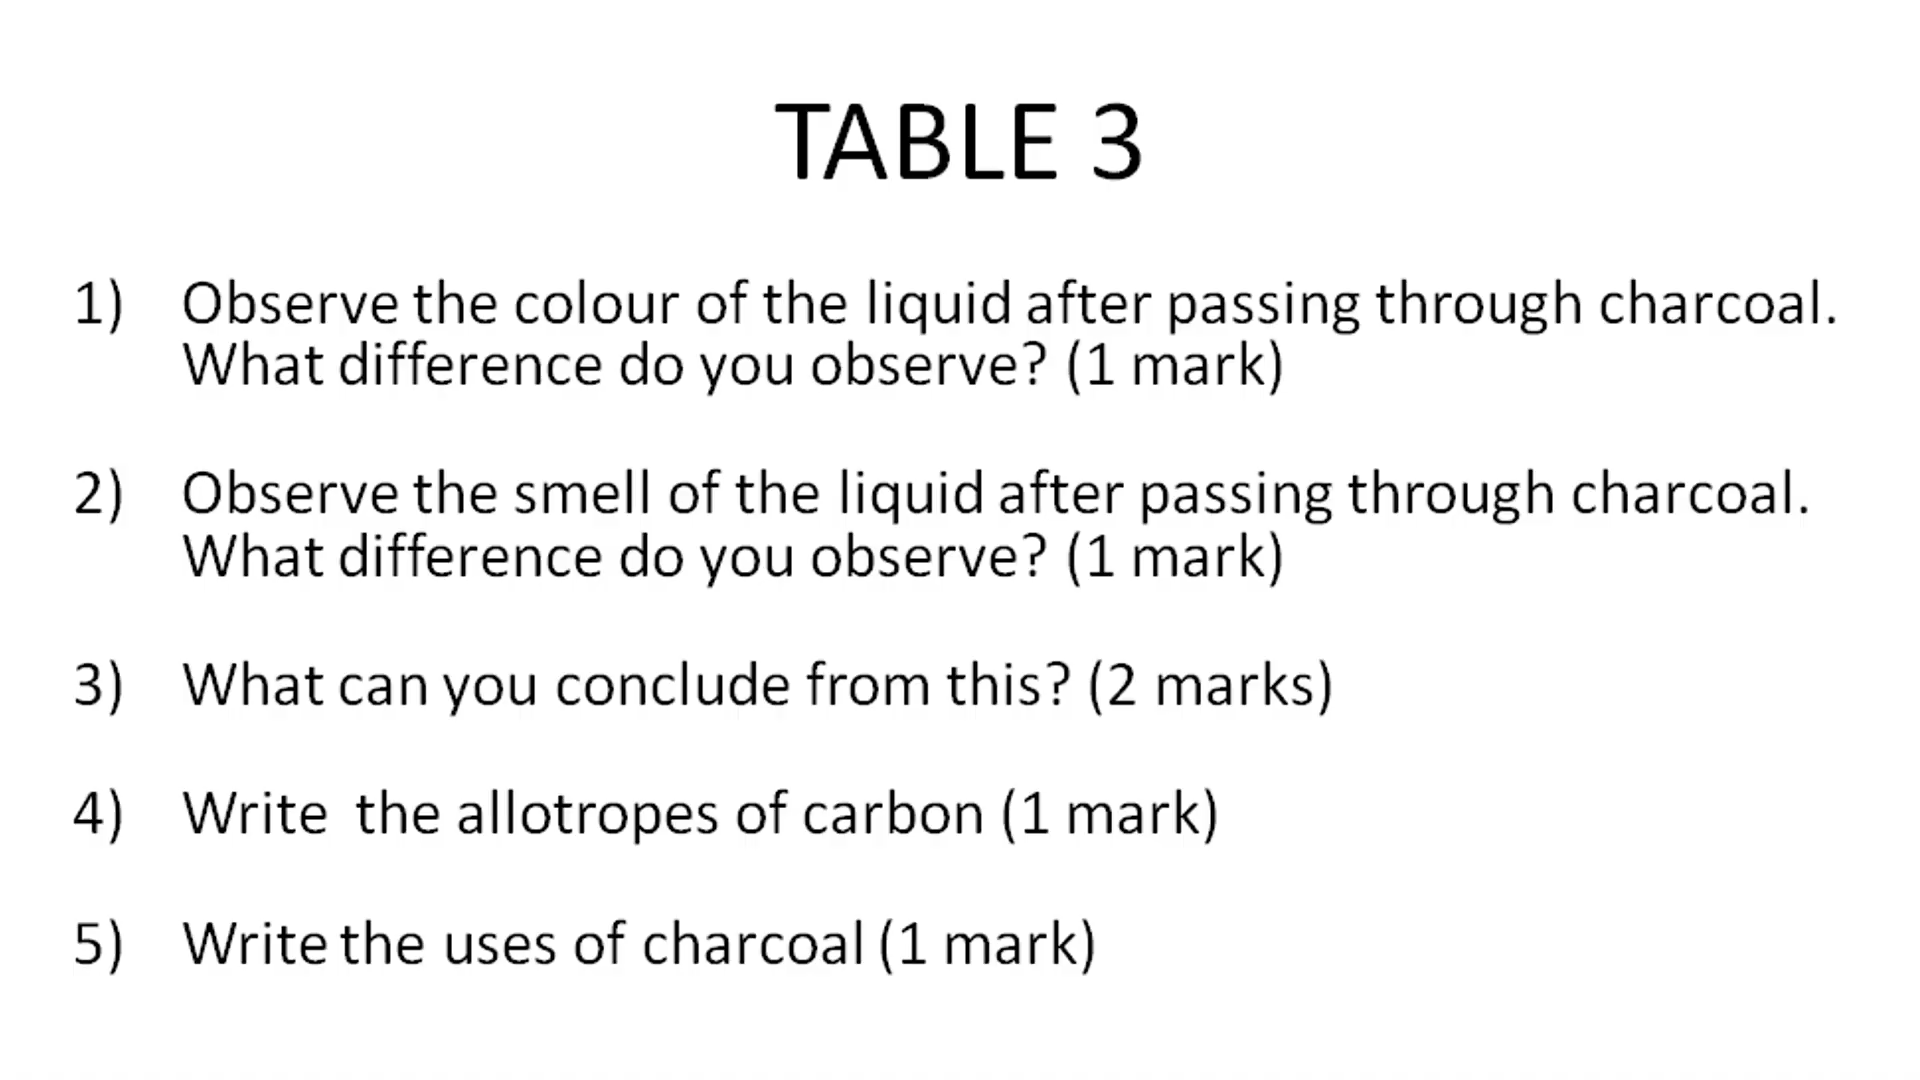 TABLE 3
1) Observe the colour of the liquid after passing through charcoal.
What difference do you observe? (1 mark)
2) Observe the smell of the liquid after passing through charcoal.
What difference do you observe? (1 mark)
3) What can you conclude from this? (2 marks)
4) Write the allotropes of carbon (1 mark)
5) Write the uses of charcoal (1 mark)